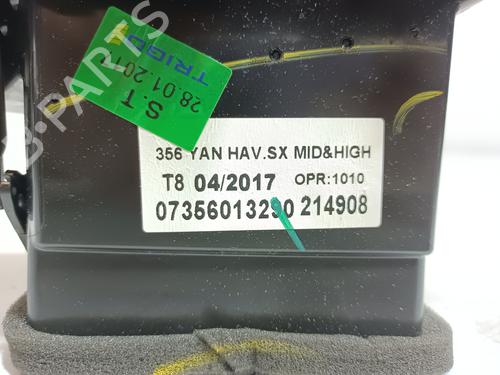 S.T
28.01.201
TRIGO
B-PARTS
356 YAN HAV.SX MID&HIGH
T8 04/2017 OPR:1010
07356013290 214908